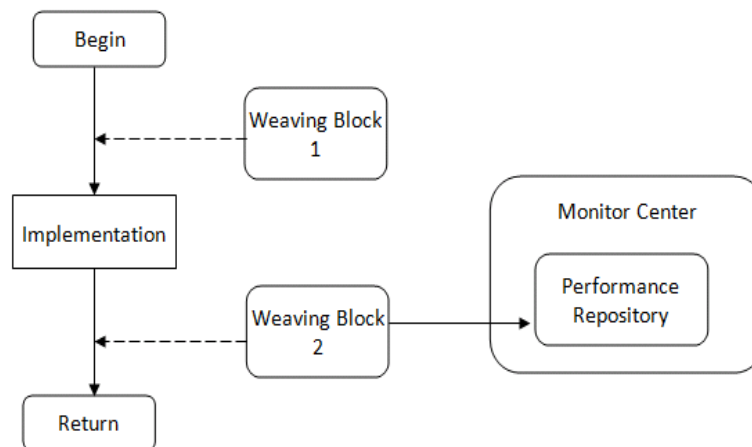 Begin
Weaving Block
1
Implementation
Monitor Center
Performance
Repository
Weaving Block
2
Return